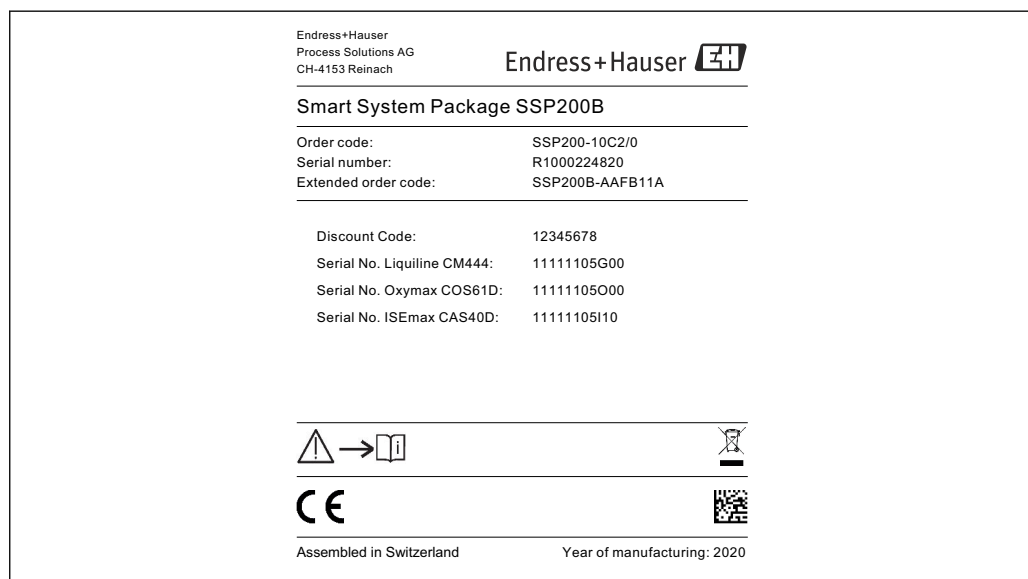 Endress+Hauser
Process Solutions AG
CH-4153 Reinach
Endress+Hauser EH
Smart System Package SSP200B
Order code: SSP200-10C2/0
Serial number: R1000224820
Extended order code: SSP200B-AAFB11A
Discount Code: 12345678
Serial No. Liquiline CM444: 11111105G00
Serial No. Oxymax COS61D: 11111105O00
Serial No. ISEmax CAS40D: 11111105I10
i
CE
Assembled in Switzerland Year of manufacturing: 2020